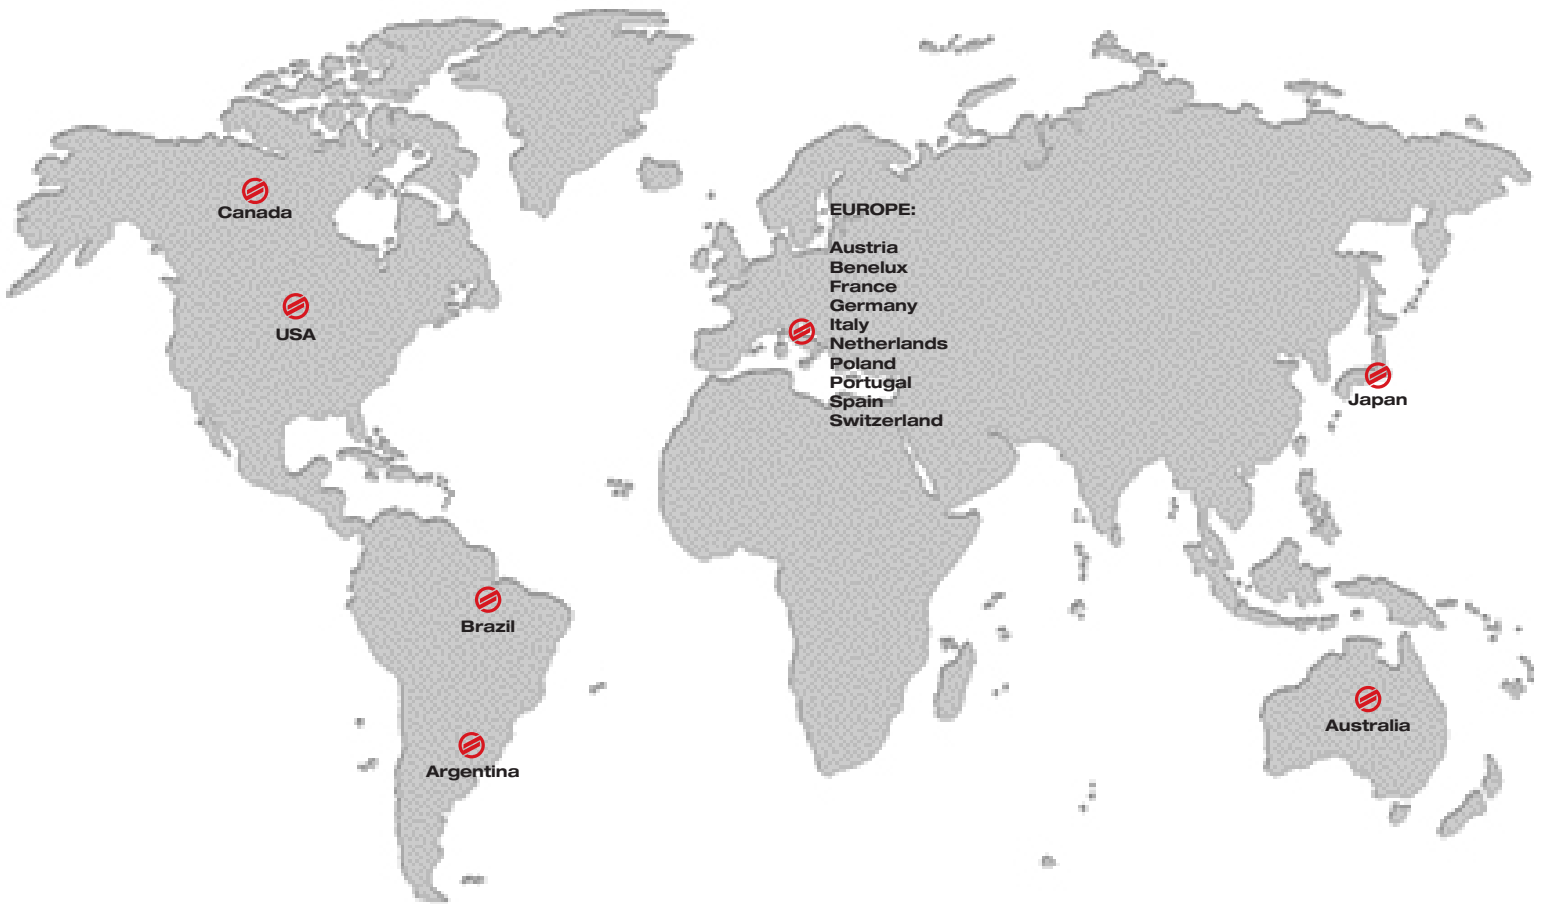 Canada
USA
EUROPE:
Austria
Benelux
France
Germany
Italy
Netherlands
Poland
Portugal
Spain
Switzerland
Japan
Brazil
Australia
Argentina